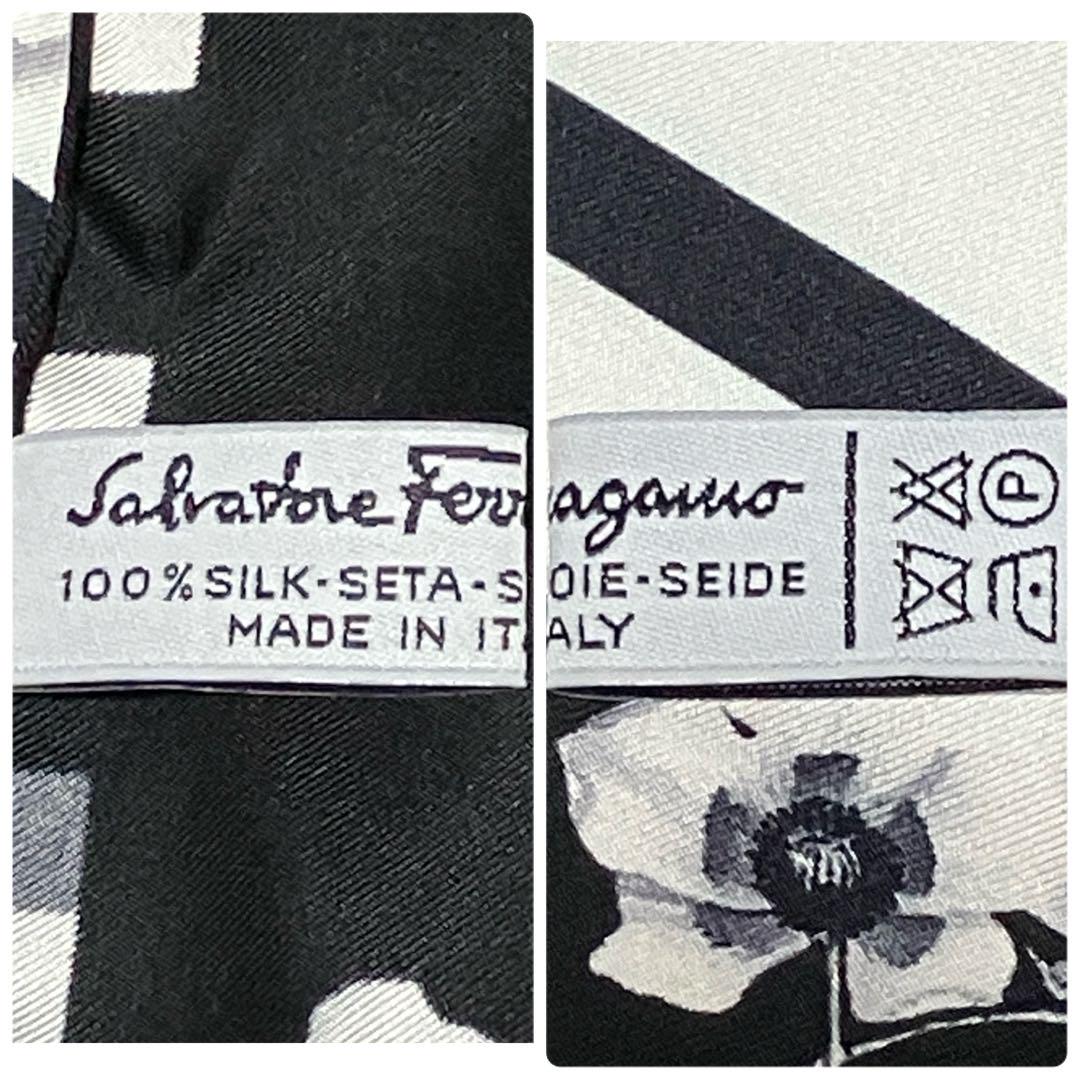 Salvatore Ferragamo
100% SILK-SETA-SOIE-SEIDE
MADE IN ITALY
P